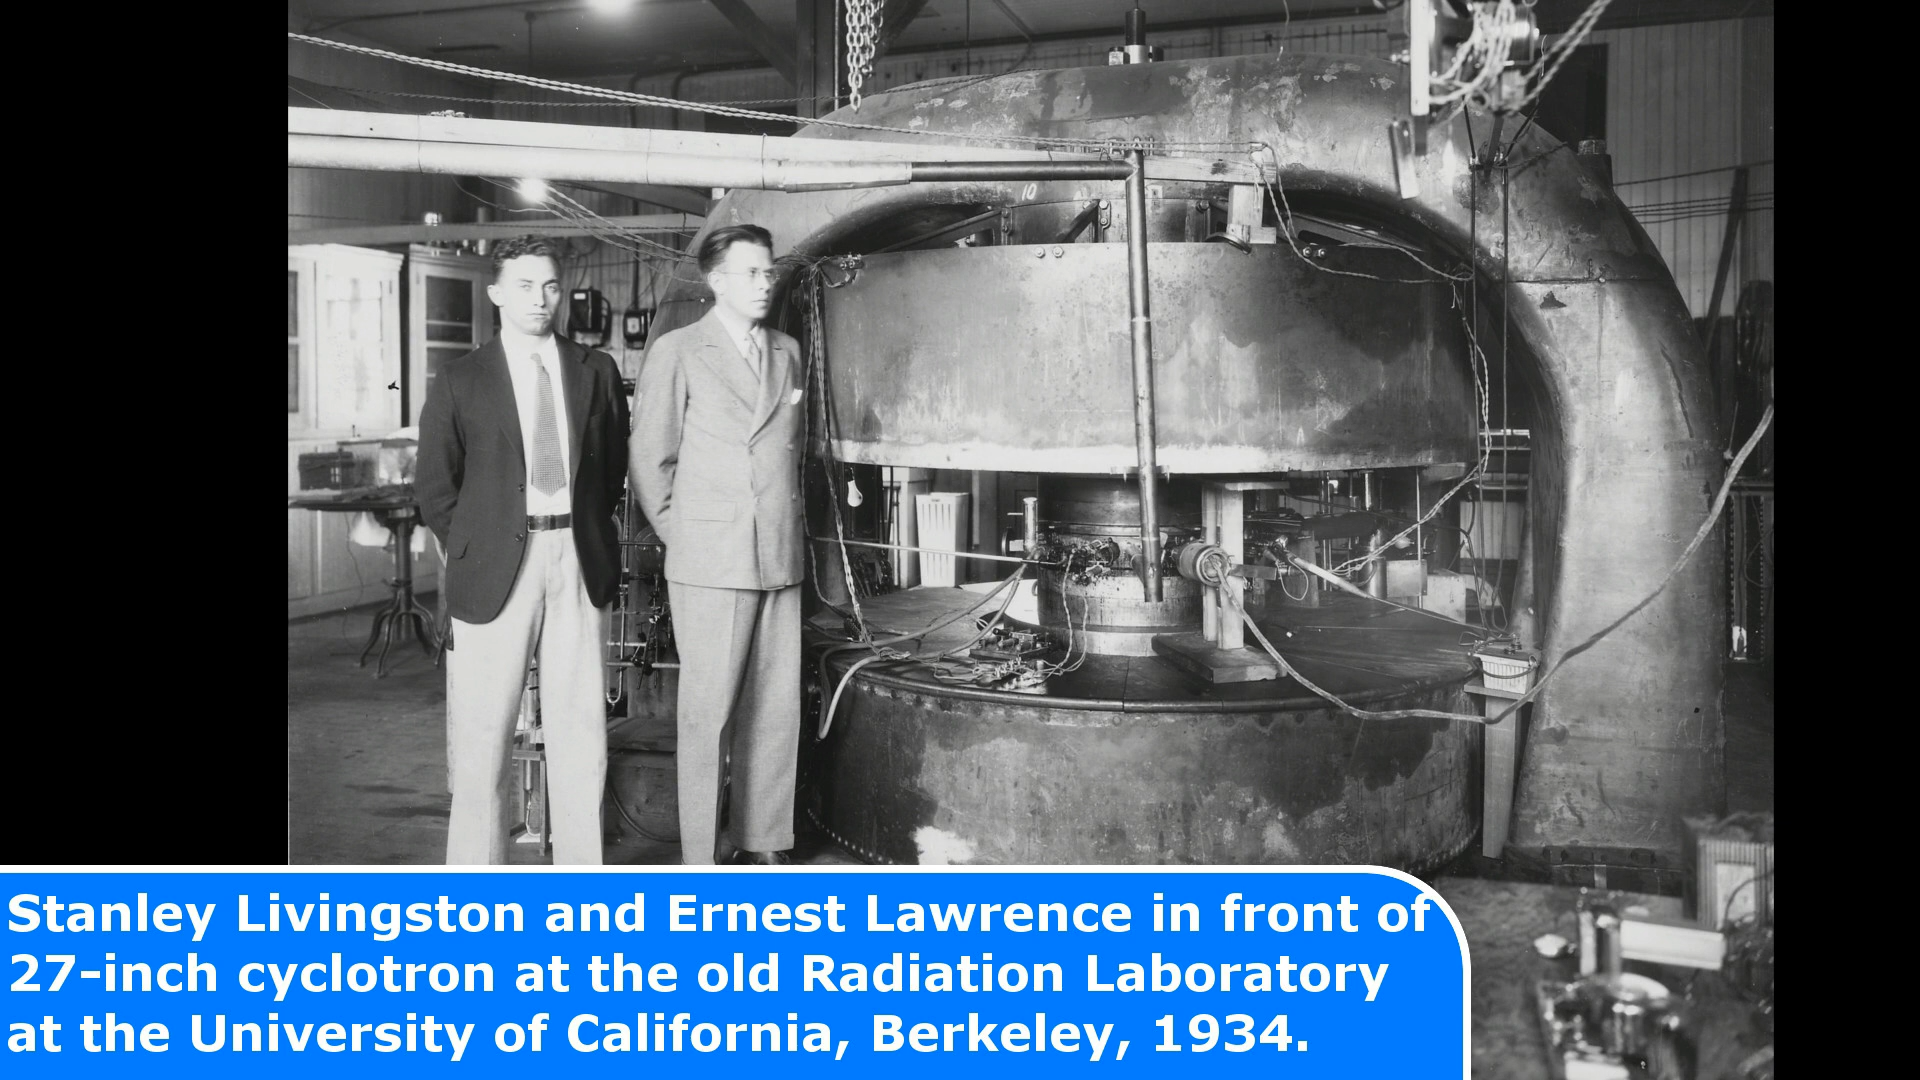 10
Stanley Livingston and Ernest Lawrence in front of
27-inch cyclotron at the old Radiation Laboratory
at the University of California, Berkeley, 1934.